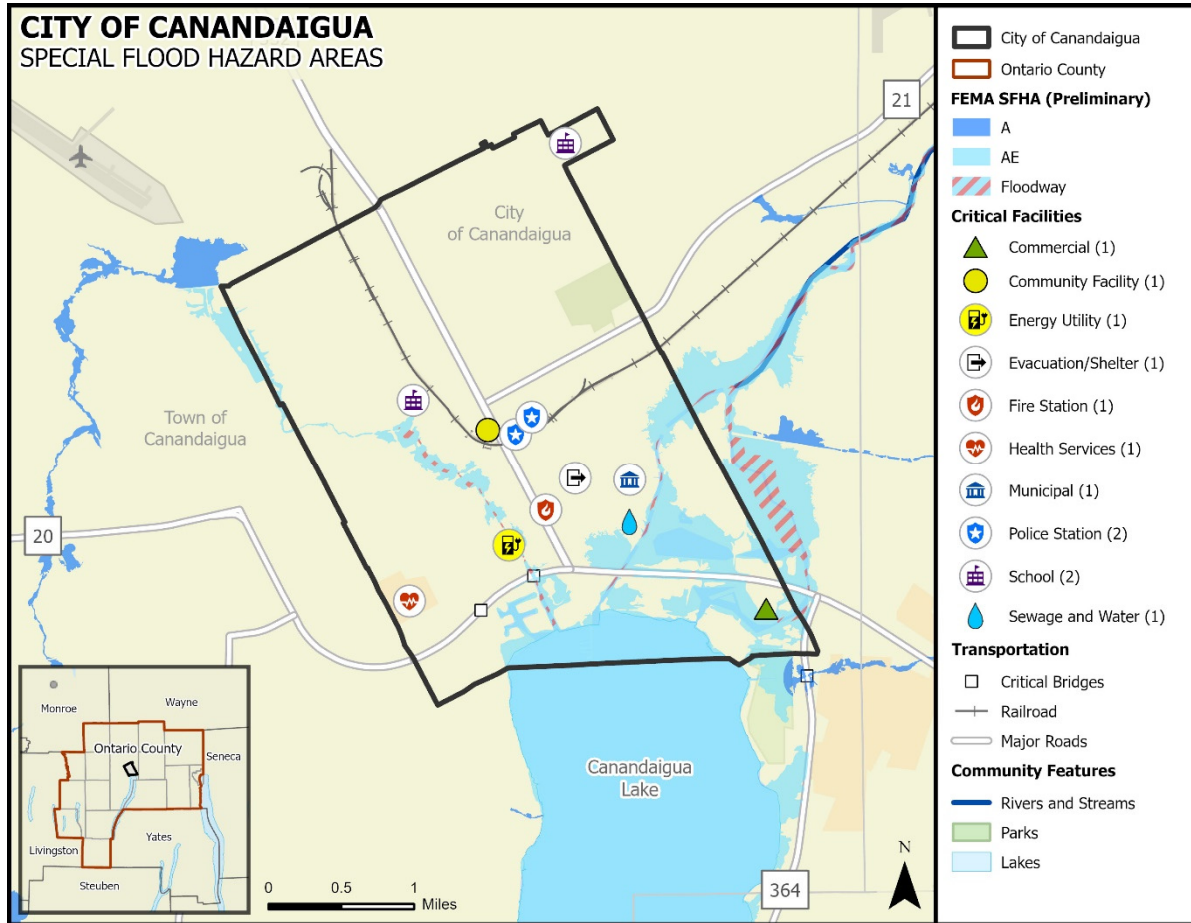 CITY OF CANANDAIGUA
SPECIAL FLOOD HAZARD AREAS
21
City
of Canandaigua
Town of
Canandaigua
20
Canandaigua
Lake
364
N
Monroe
Wayne
Ontario County
Seneca
Yates
Livingston
Steuben
0 0.5 1
Miles
City of Canandaigua
Ontario County
FEMA SFHA (Preliminary)
A
AE
Floodway
Critical Facilities
Commercial (1)
Community Facility (1)
Energy Utility (1)
Evacuation/Shelter (1)
Fire Station (1)
Health Services (1)
Municipal (1)
Police Station (2)
School (2)
Sewage and Water (1)
Transportation
Critical Bridges
Railroad
Major Roads
Community Features
Rivers and Streams
Parks
Lakes